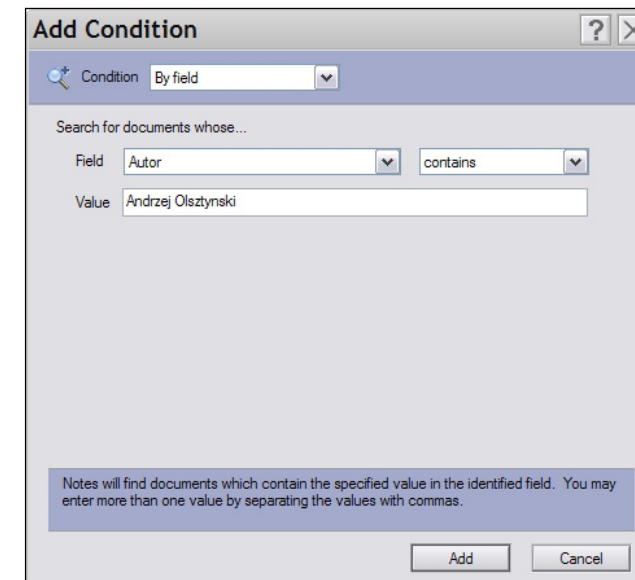 Add Condition
? X
Condition By field
Search for documents whose...
Field Autor contains
Value Andrzej Olsztynski
Notes will find documents which contain the specified value in the identified field. You may
enter more than one value by separating the values with commas.
Add Cancel